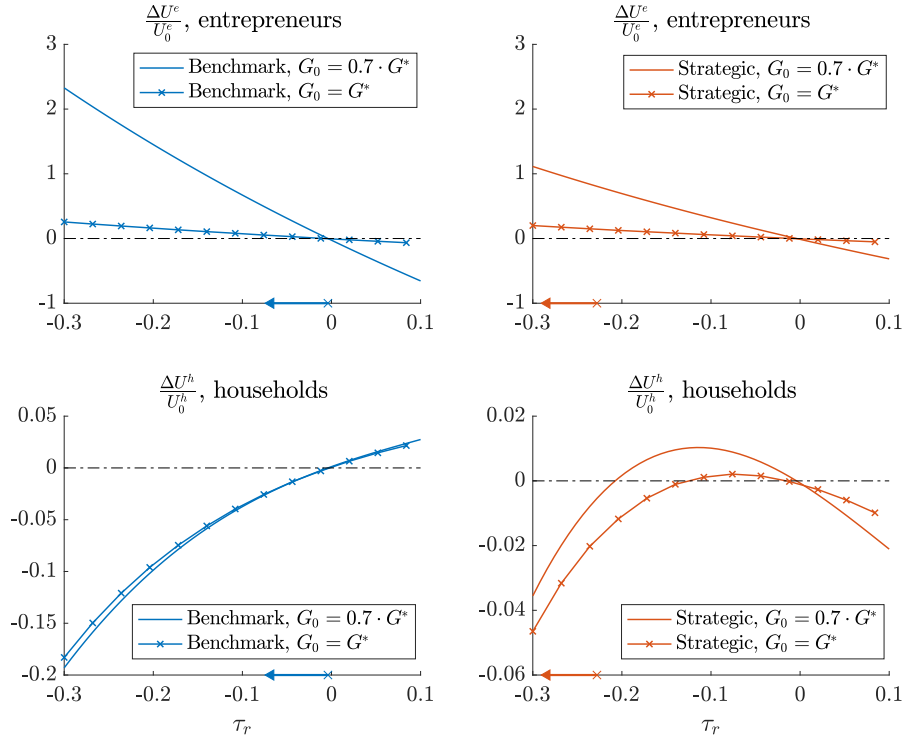 ΔU^e/U_0^e, entrepreneurs
3
2
1
0
-1
-0.3 -0.2 -0.1 0 0.1
Benchmark, G_0 = 0.7 · G*
Benchmark, G_0 = G*
ΔU^e/U_0^e, entrepreneurs
3
2
1
0
-1
-0.3 -0.2 -0.1 0 0.1
Strategic, G_0 = 0.7 · G*
Strategic, G_0 = G*
ΔU^h/U_0^h, households
0.05
0
-0.05
-0.1
-0.15
-0.2
-0.3 -0.2 -0.1 0 0.1
Benchmark, G_0 = 0.7 · G*
Benchmark, G_0 = G*
τ_r
ΔU^h/U_0^h, households
0.02
0
-0.02
-0.04
-0.06
-0.3 -0.2 -0.1 0 0.1
Strategic, G_0 = 0.7 · G*
Strategic, G_0 = G*
τ_r